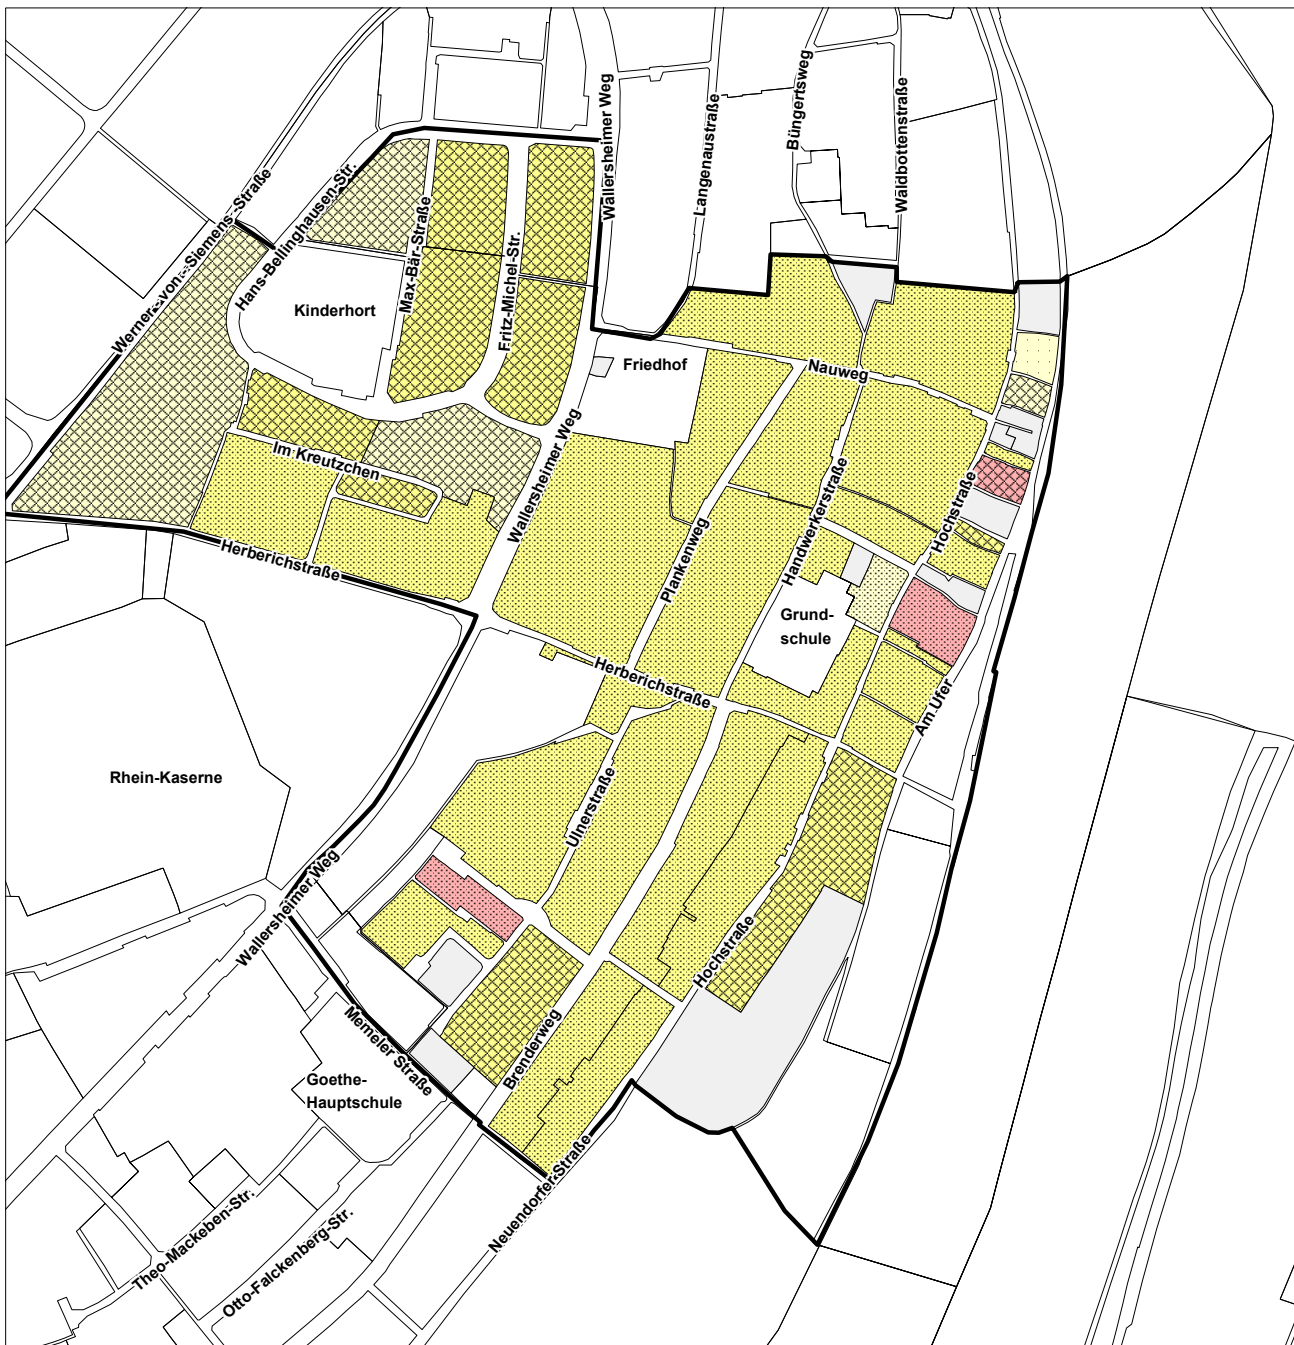 Wallersheimer Weg
Langenaustraße
Büngertsweg
Waldbottenstraße
Werner-von-Siemens-Straße
Hans-Bellinghausen-Str.
Max-Bär-Straße
Fritz-Michel-Str.
Kinderhort
Friedhof
Nauweg
Im Kreutzchen
Wallersheimer Weg
Plankenweg
Handwerkerstraße
Hochstraße
Herberichstraße
Grund-
schule
Herberichstraße
Am Ufer
Rhein-Kaserne
Ulnerstraße
Wallersheimer Weg
Hochstraße
Memeler Straße
Brenderweg
Goethe-
Hauptschule
Neuendorfer Straße
Theo-Mackeben-Str.
Otto-Falckenberg-Str.